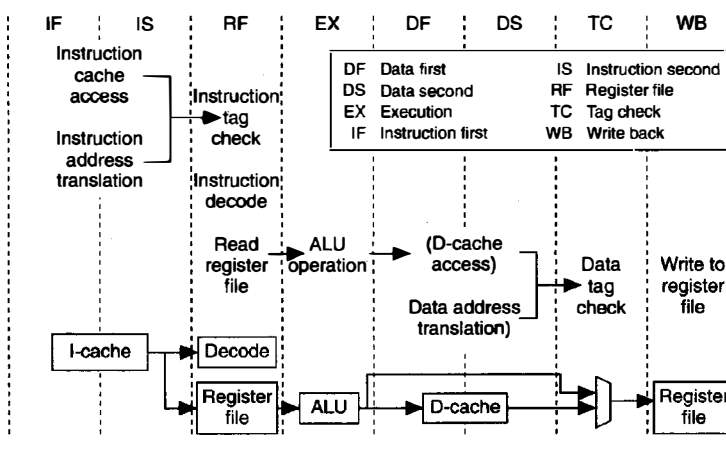 IF IS RF EX DF DS TC WB
Instruction
cache
access
Instruction
address
translation
Instruction
tag
check
Instruction
decode
DF Data first IS Instruction second
DS Data second RF Register file
EX Execution TC Tag check
IF Instruction first WB Write back
Read
register
file
ALU
operation
(D-cache
access)
Data address
translation)
Data
tag
check
Write to
register
file
I-cache
Decode
Register
file
ALU
D-cache
Register
file